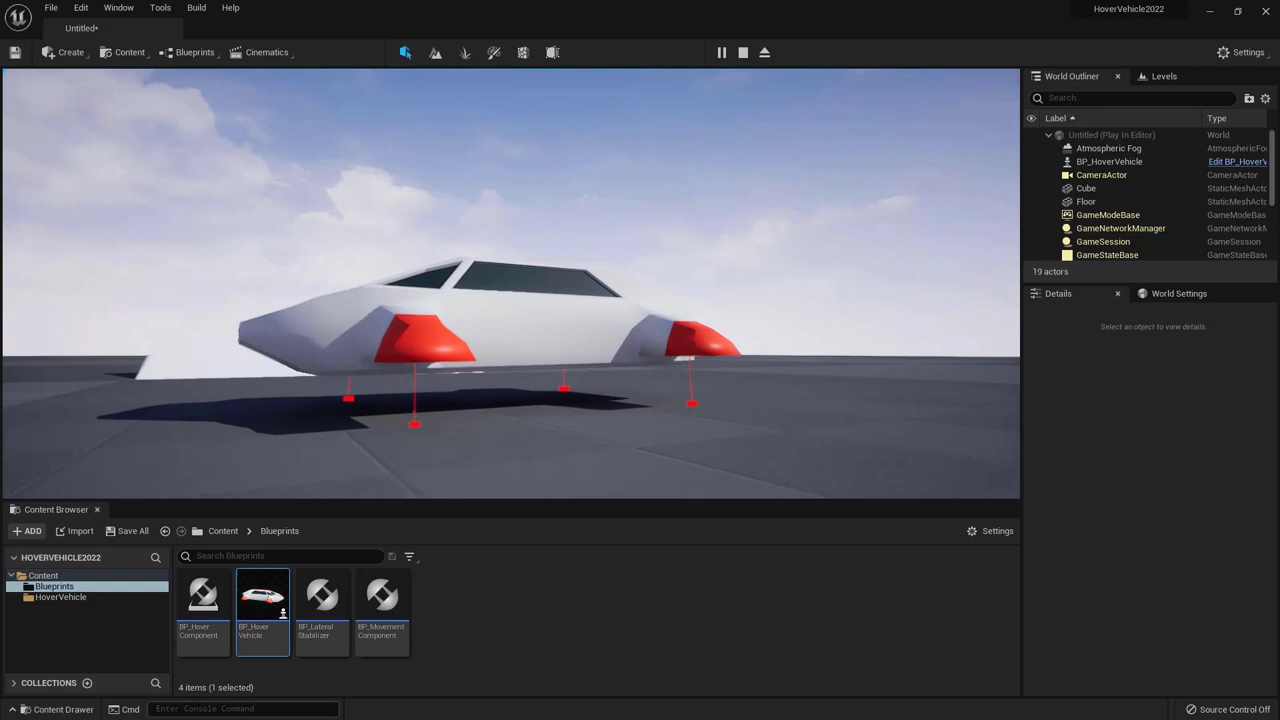 File Edit Window Tools Build Help
HoverVehicle2022
Untitled*
Create Content Blueprints Cinematics
Settings
World Outliner Levels
Search...
Label Type
Untitled (Play In Editor) World
Atmospheric Fog AtmosphericFog
BP_HoverVehicle Edit BP_HoverV
CameraActor CameraActor
Cube StaticMeshActo
Floor StaticMeshActo
GameModeBase GameModeBas
GameNetworkManager GameNetworkM
GameSession GameSession
GameStateBase GameStateBase
19 actors
Details World Settings
Select an object to view details.
Content Browser
ADD Import Save All Content Blueprints Settings
HOVERVEHICLE2022
Search Blueprints
Content
Blueprints
HoverVehicle
BP_Hover Component
BP_Hover Vehicle
BP_Lateral Stabilizer
BP_Movement Component
COLLECTIONS
4 items (1 selected)
Content Drawer Cmd Enter Console Command Source Control Off